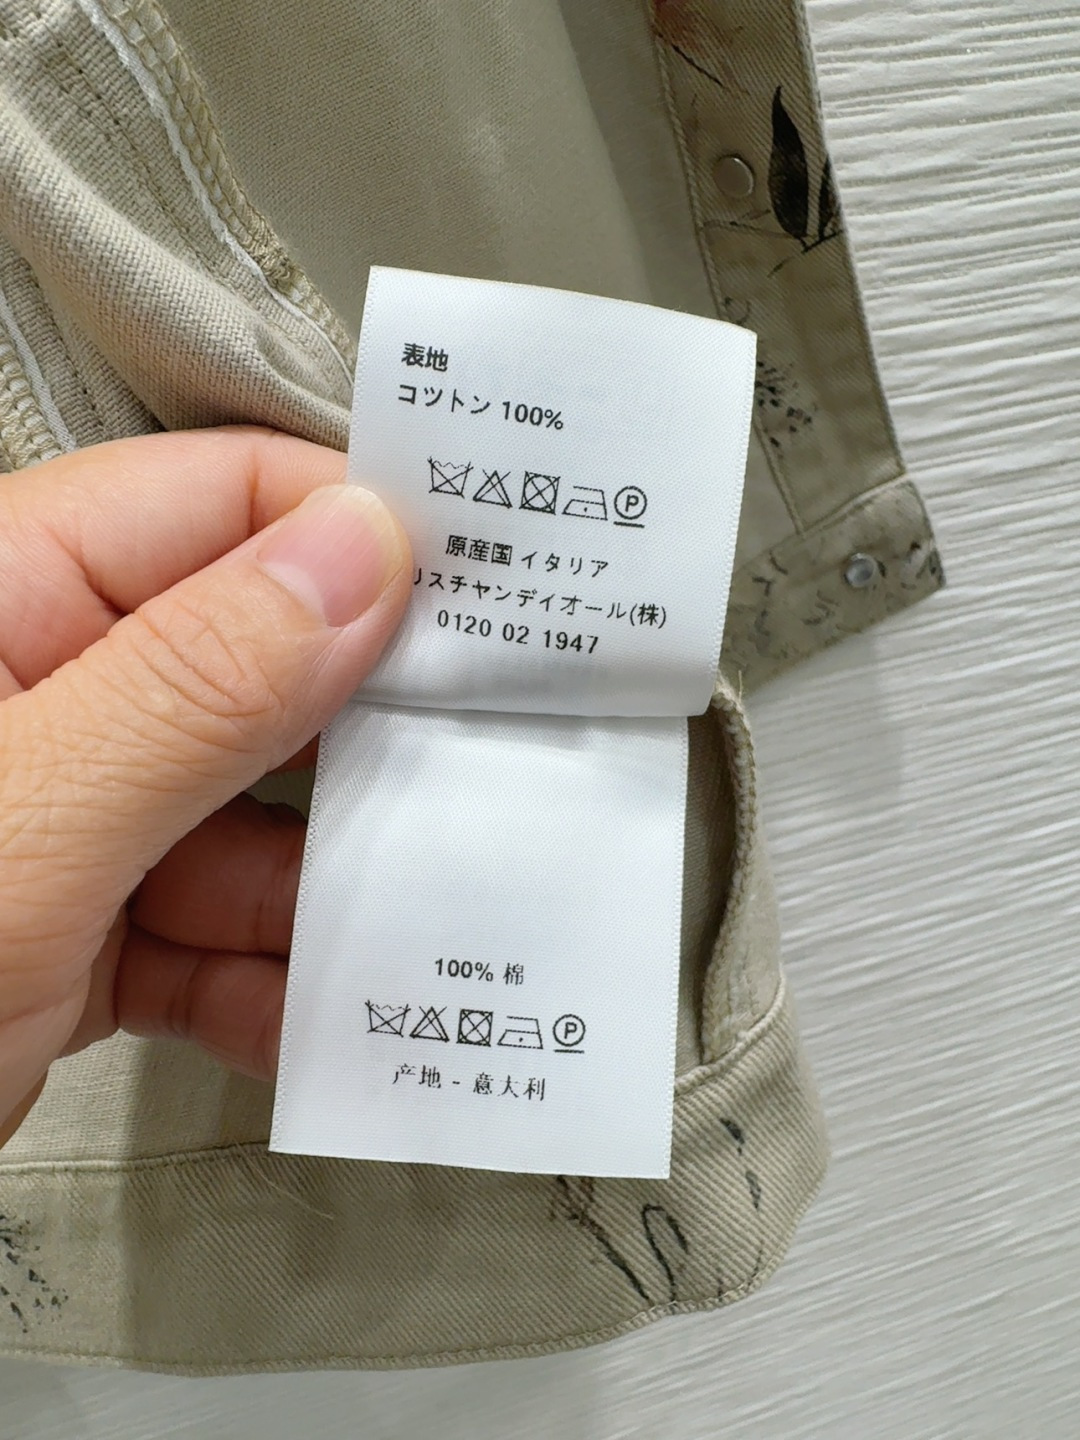 表地
コットン 100%
原産国 イタリア
リスチャンディオール(株)
0120 02 1947
100% 棉
产地 - 意大利